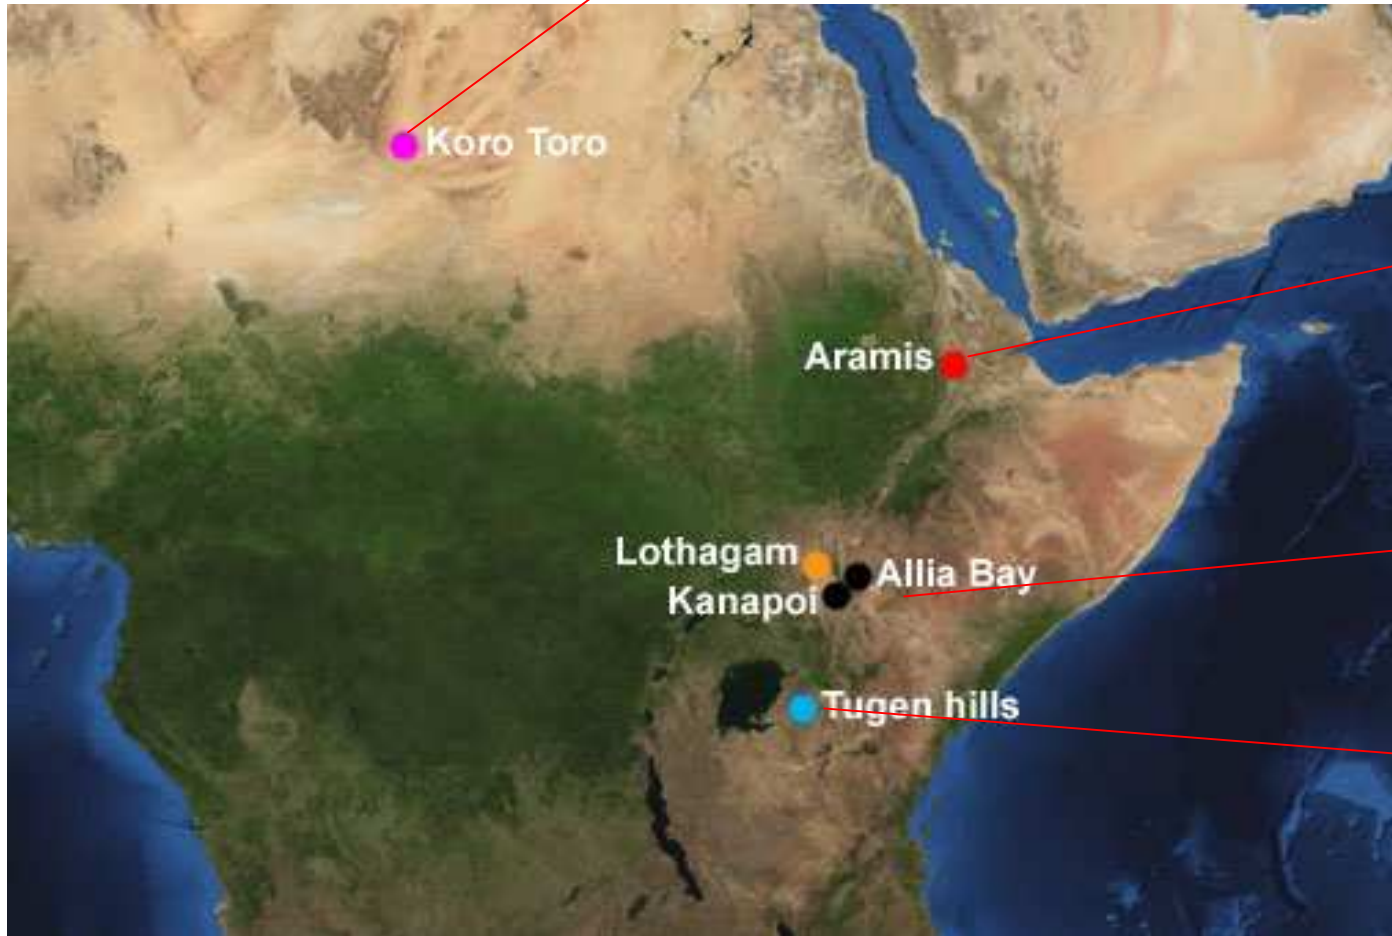 Koro Toro
Aramis
Lothagam
Allia Bay
Kanapoi
Tugen hills